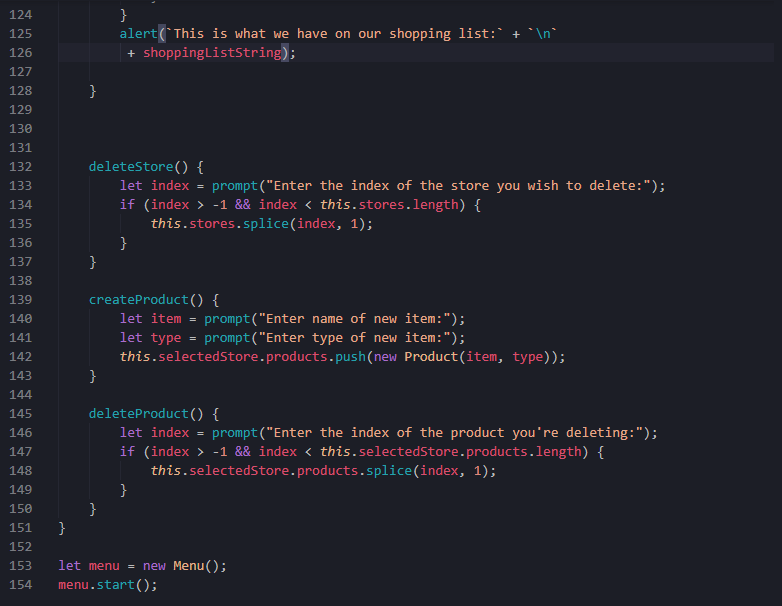 124         }
125         alert(`This is what we have on our shopping list:` + `\n`
126          + shoppingListString);
127
128     }
129
130
131
132     deleteStore() {
133         let index = prompt("Enter the index of the store you wish to delete:");
134         if (index > -1 && index < this.stores.length) {
135             this.stores.splice(index, 1);
136         }
137     }
138
139     createProduct() {
140         let item = prompt("Enter name of new item:");
141         let type = prompt("Enter type of new item:");
142         this.selectedStore.products.push(new Product(item, type));
143     }
144
145     deleteProduct() {
146         let index = prompt("Enter the index of the product you're deleting:");
147         if (index > -1 && index < this.selectedStore.products.length) {
148             this.selectedStore.products.splice(index, 1);
149         }
150     }
151 }
152
153 let menu = new Menu();
154 menu.start();